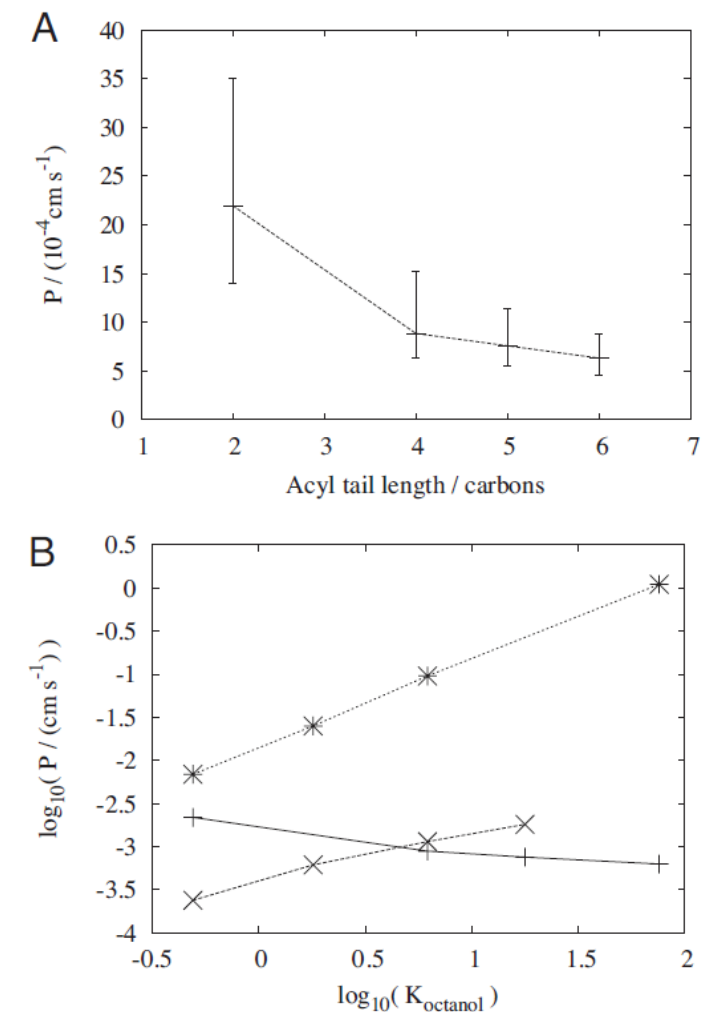 A
40
35
30
25
20
15
10
5
0
P / (10⁻⁴cm s⁻¹)
1 2 3 4 5 6 7
Acyl tail length / carbons
B
0.5
0
-0.5
-1
-1.5
-2
-2.5
-3
-3.5
-4
log₁₀( P / (cm s⁻¹) )
-0.5 0 0.5 1 1.5 2
log₁₀( Kₒcₜₐₙₒₗ )